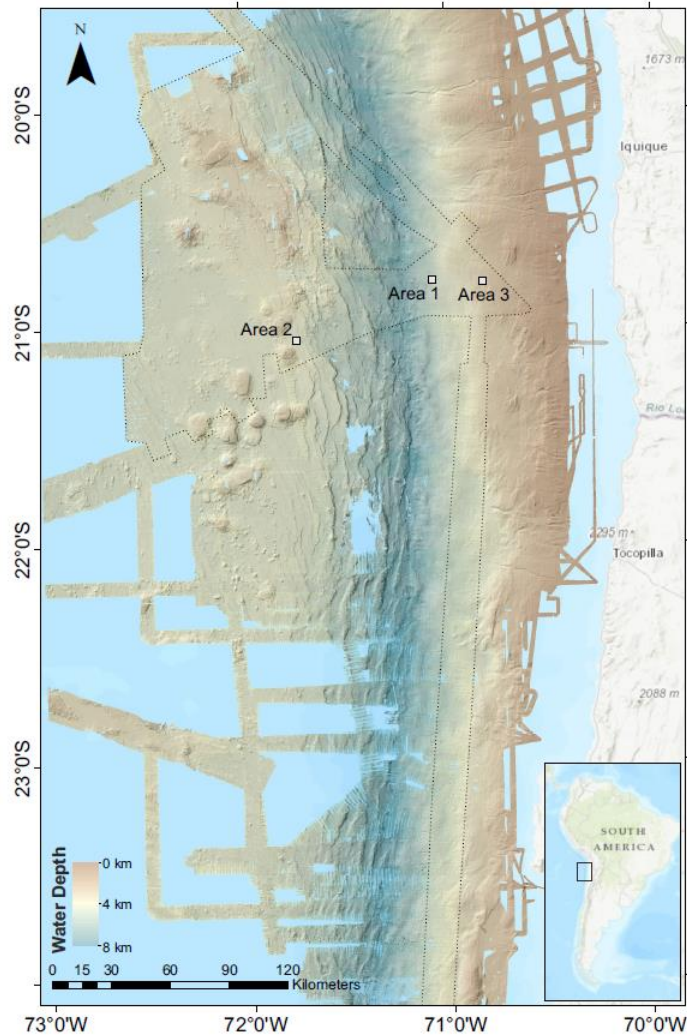 N
20°0'S
1673 m
Iquique
Area 1
Area 3
Area 2
21°0'S
2295 m
22°0'S
Tocopilla
2088 m
23°0'S
SOUTH
AMERICA
Water Depth
0 km
4 km
8 km
0 15 30 60 90 120
Kilometers
73°0'W 72°0'W 71°0'W 70°0'W